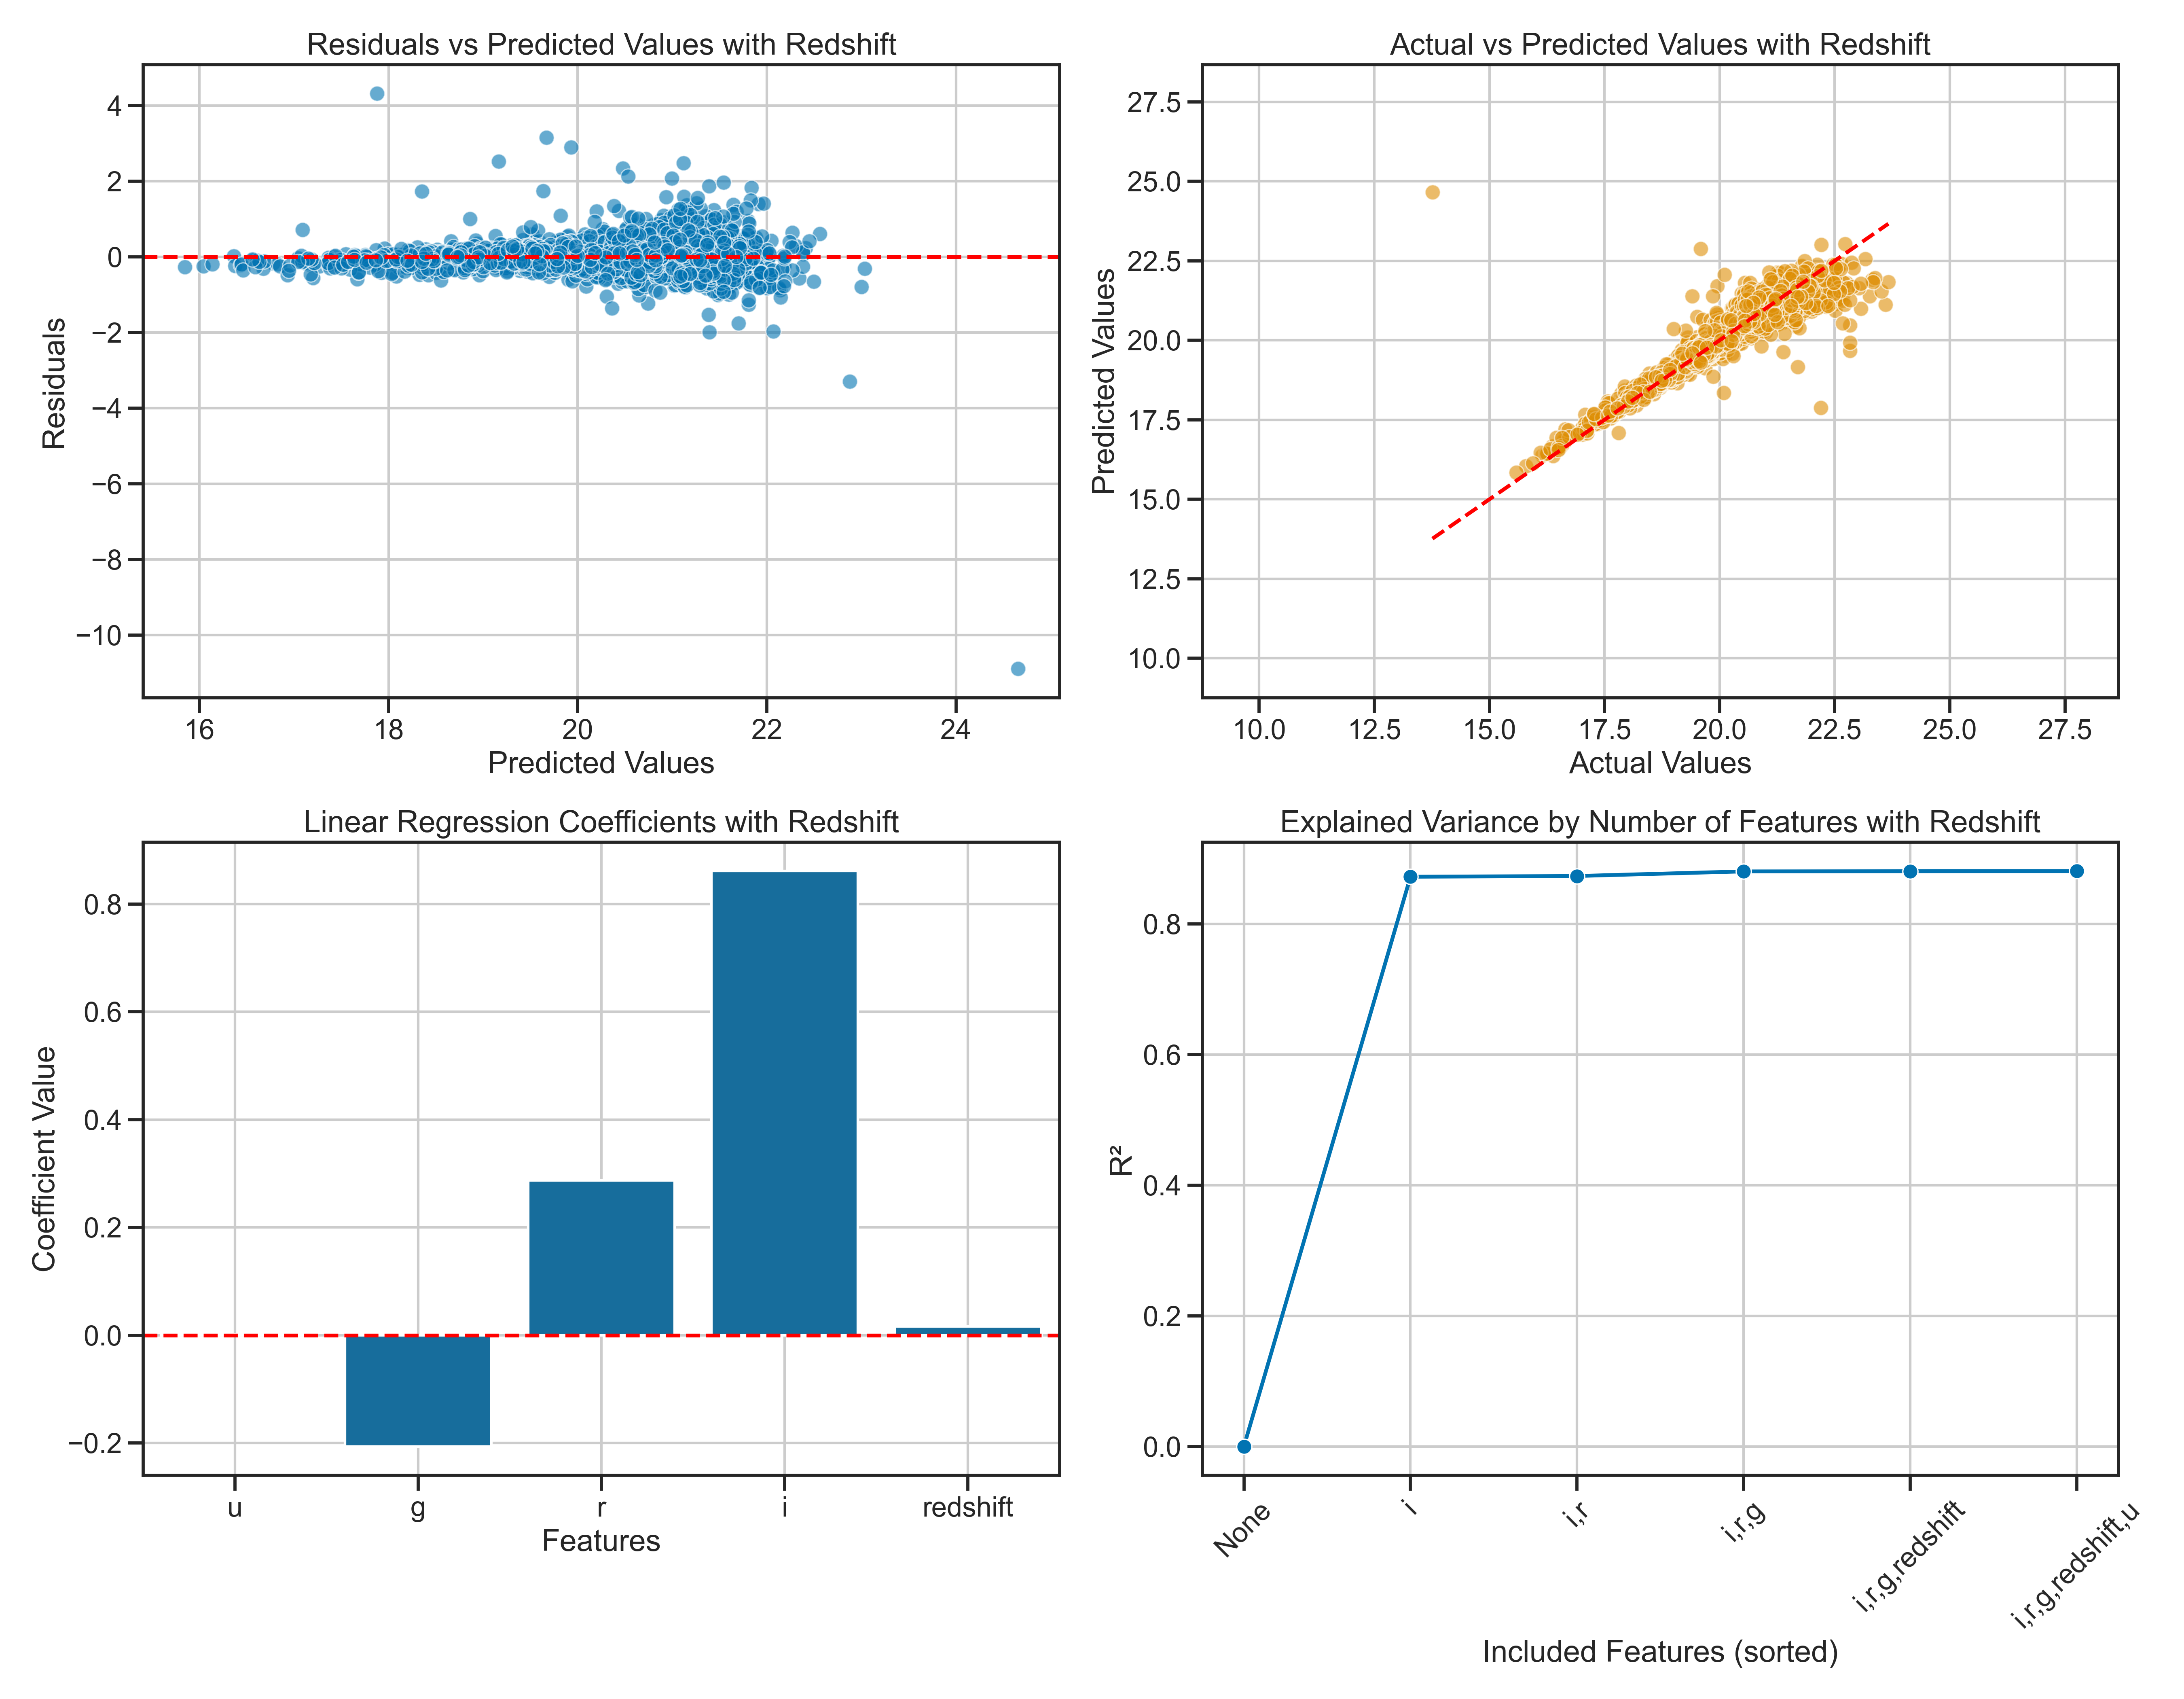 Residuals vs Predicted Values with Redshift
4
2
0
−2
−4
−6
−8
−10
Residuals
16 18 20 22 24
Predicted Values
Actual vs Predicted Values with Redshift
27.5
25.0
22.5
20.0
17.5
15.0
12.5
10.0
Predicted Values
10.0 12.5 15.0 17.5 20.0 22.5 25.0 27.5
Actual Values
Linear Regression Coefficients with Redshift
0.8
0.6
0.4
0.2
0.0
−0.2
Coefficient Value
u g r i redshift
Features
Explained Variance by Number of Features with Redshift
0.8
0.6
0.4
0.2
0.0
R²
None
i
i,r
i,r,g
i,r,g,redshift
i,r,g,redshift,u
Included Features (sorted)